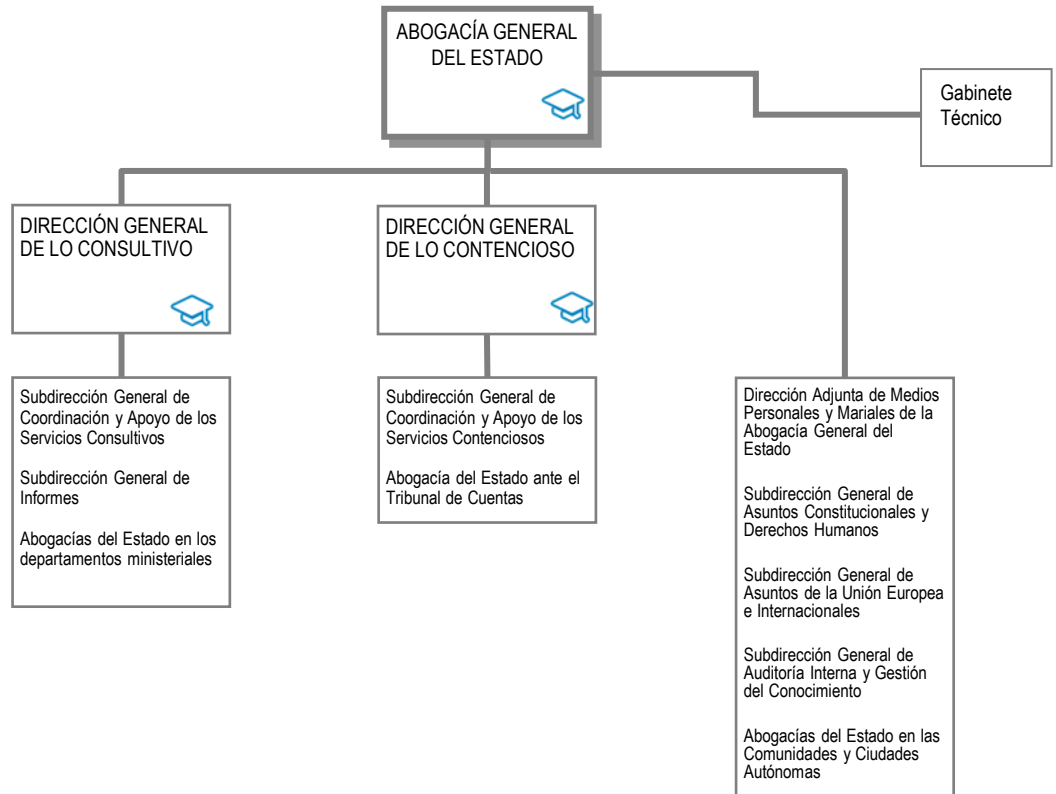 ABOGACÍA GENERAL
DEL ESTADO
Gabinete
Técnico
DIRECCIÓN GENERAL
DE LO CONSULTIVO
DIRECCIÓN GENERAL
DE LO CONTENCIOSO
Subdirección General de
Coordinación y Apoyo de los
Servicios Consultivos
Subdirección General de
Informes
Abogacías del Estado en los
departamentos ministeriales
Subdirección General de
Coordinación y Apoyo de los
Servicios Contenciosos
Abogacía del Estado ante el
Tribunal de Cuentas
Dirección Adjunta de Medios
Personales y Mariales de la
Abogacía General del
Estado
Subdirección General de
Asuntos Constitucionales y
Derechos Humanos
Subdirección General de
Asuntos de la Unión Europea
e Internacionales
Subdirección General de
Auditoría Interna y Gestión
del Conocimiento
Abogacías del Estado en las
Comunidades y Ciudades
Autónomas